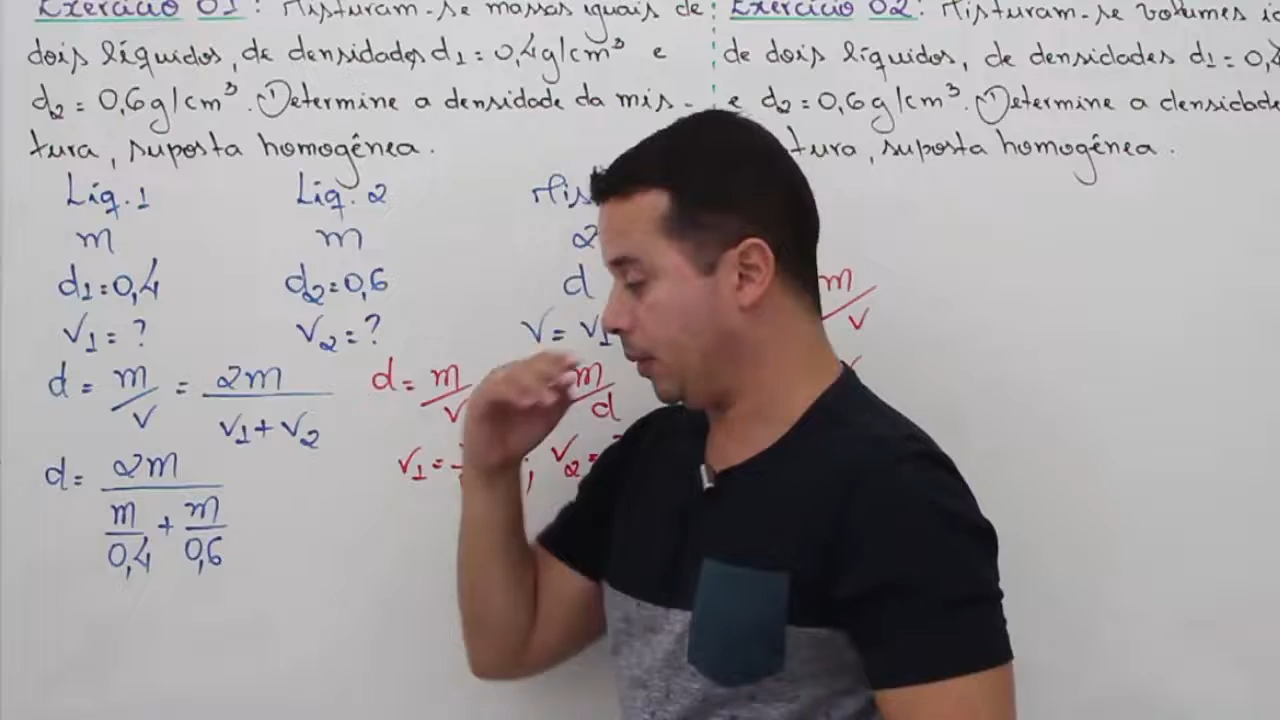 Exercício 01: Misturam-se massas iguais de
dois líquidos, de densidades d1 = 0,4g/cm³ e
d2 = 0,6g/cm³. Determine a densidade da mis-
tura, suposta homogênea.
Liq. 1 Liq. 2
m m 2
d1=0,4 d2=0,6 d
V1=? V2=? V = V1
d = m/V = 2m/(V1+V2)
d = 2m/(m/0,4 + m/0,6)
d = m/V m/d
V1= ; V2=
Exercício 02: Misturam-se volumes
de dois líquidos, de densidades d1 =
e d2 = 0,6g/cm³. Determine a densidade
tura, suposta homogênea.
m/V